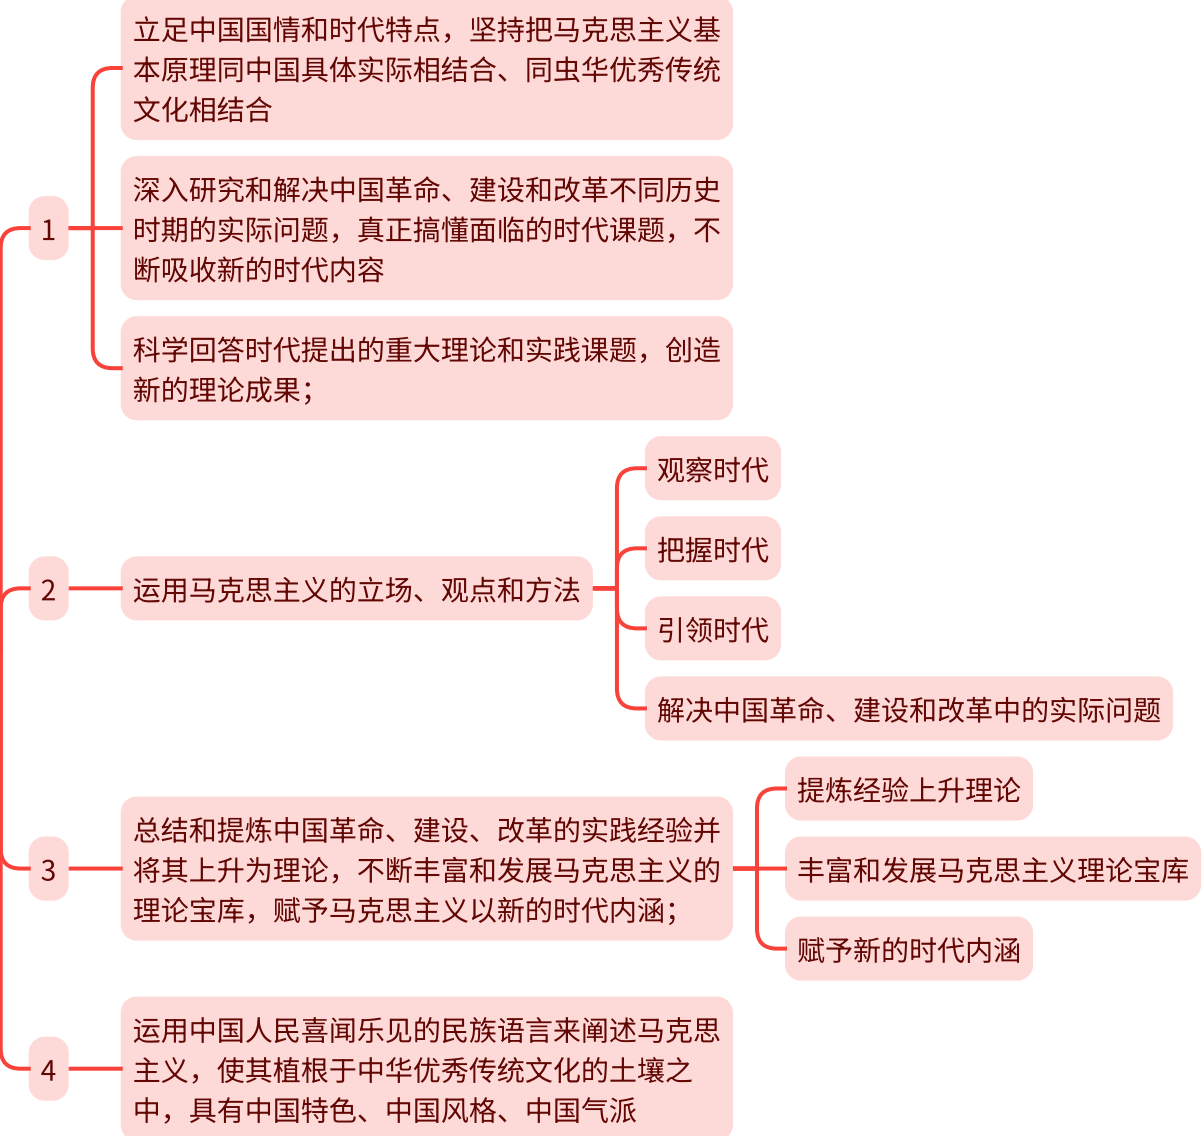 立足中国国情和时代特点，坚持把马克思主义基
本原理同中国具体实际相结合、同虫华优秀传统
文化相结合
1
深入研究和解决中国革命、建设和改革不同历史
时期的实际问题，真正搞懂面临的时代课题，不
断吸收新的时代内容
科学回答时代提出的重大理论和实践课题，创造
新的理论成果；
2
运用马克思主义的立场、观点和方法
观察时代
把握时代
引领时代
解决中国革命、建设和改革中的实际问题
3
总结和提炼中国革命、建设、改革的实践经验并
将其上升为理论，不断丰富和发展马克思主义的
理论宝库，赋予马克思主义以新的时代内涵；
提炼经验上升理论
丰富和发展马克思主义理论宝库
赋予新的时代内涵
4
运用中国人民喜闻乐见的民族语言来阐述马克思
主义，使其植根于中华优秀传统文化的土壤之
中，具有中国特色、中国风格、中国气派